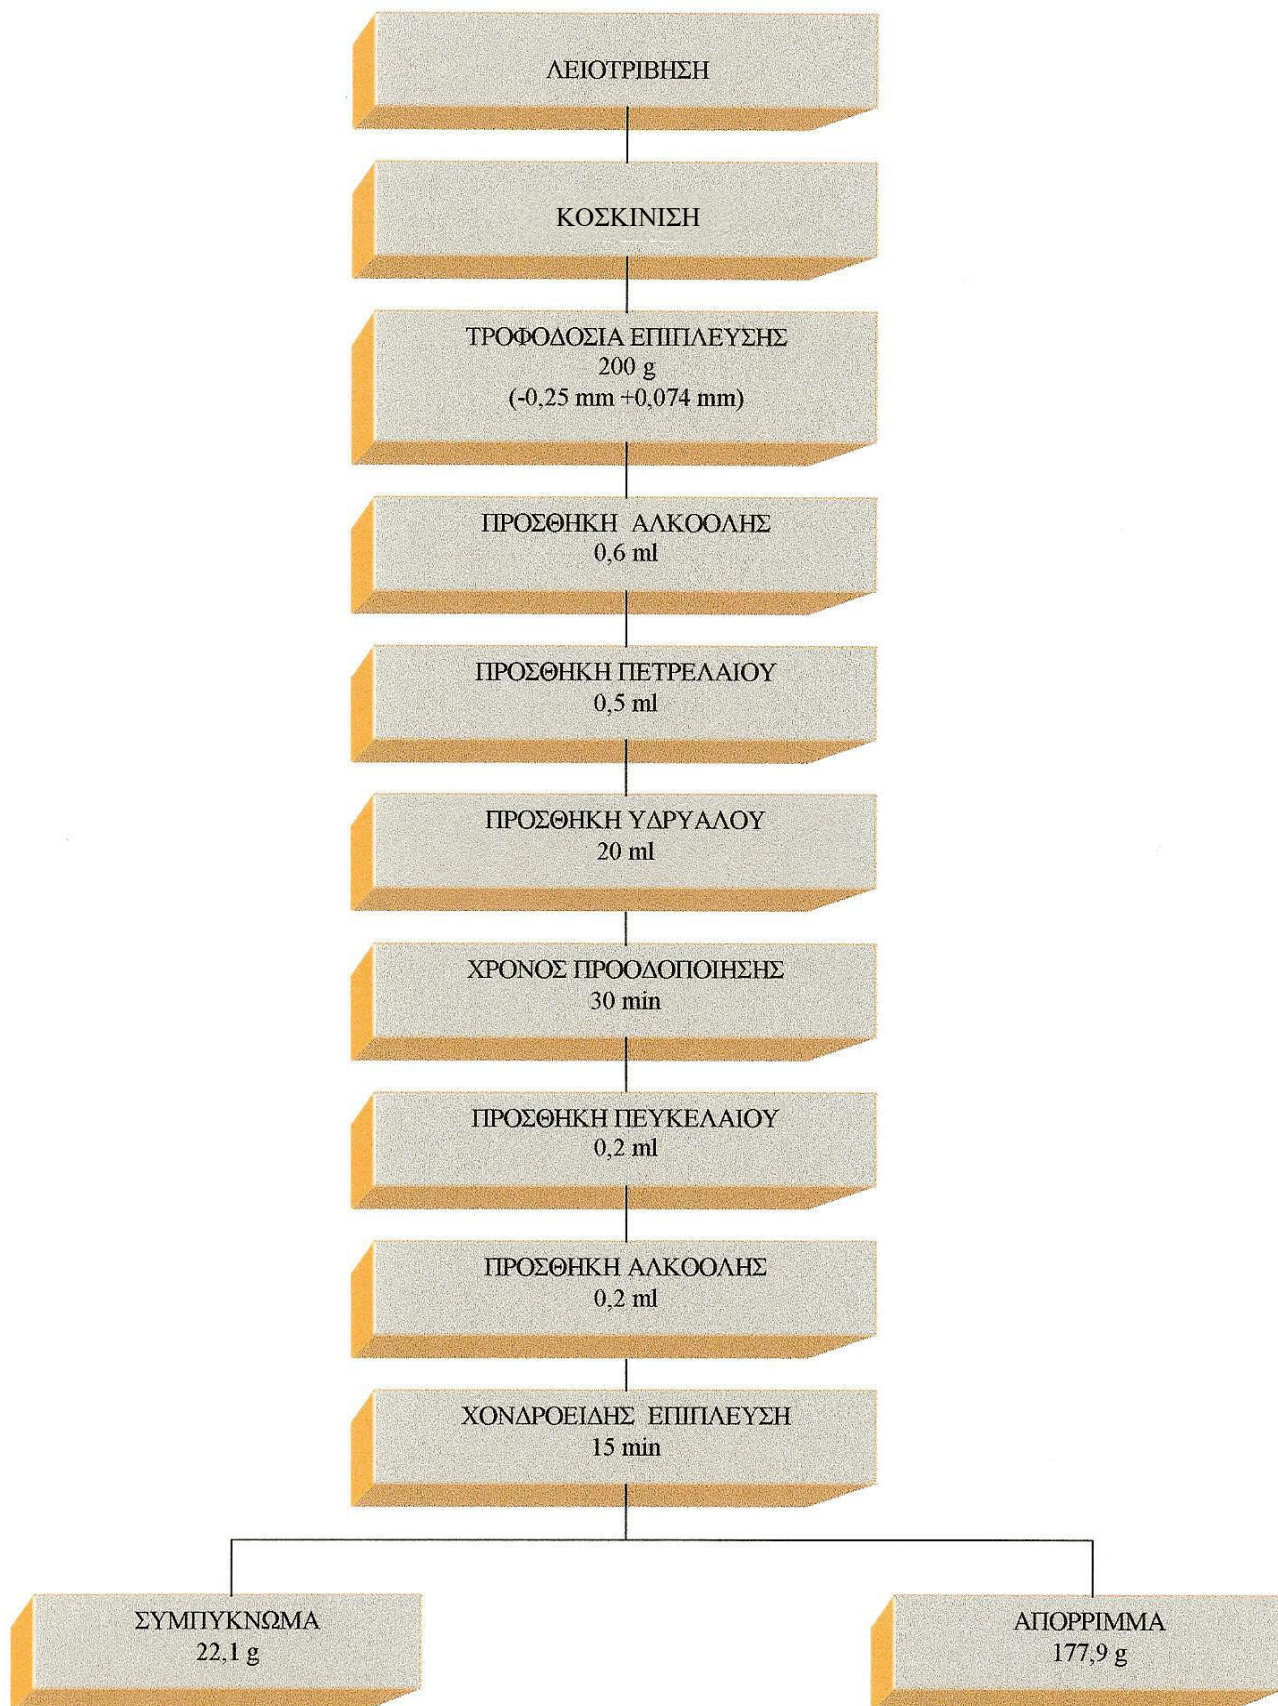 ΛΕΙΟΤΡΙΒΗΣΗ
ΚΟΣΚΙΝΙΣΗ
ΤΡΟΦΟΔΟΣΙΑ ΕΠΙΠΛΕΥΣΗΣ
200 g
(-0,25 mm +0,074 mm)
ΠΡΟΣΘΗΚΗ ΑΛΚΟΟΛΗΣ
0,6 ml
ΠΡΟΣΘΗΚΗ ΠΕΤΡΕΛΑΙΟΥ
0,5 ml
ΠΡΟΣΘΗΚΗ ΥΔΡΥΑΛΟΥ
20 ml
ΧΡΟΝΟΣ ΠΡΟΟΔΟΠΟΙΗΣΗΣ
30 min
ΠΡΟΣΘΗΚΗ ΠΕΥΚΕΛΑΙΟΥ
0,2 ml
ΠΡΟΣΘΗΚΗ ΑΛΚΟΟΛΗΣ
0,2 ml
ΧΟΝΔΡΟΕΙΔΗΣ ΕΠΙΠΛΕΥΣΗ
15 min
ΣΥΜΠΥΚΝΩΜΑ
22,1 g
ΑΠΟΡΡΙΜΜΑ
177,9 g